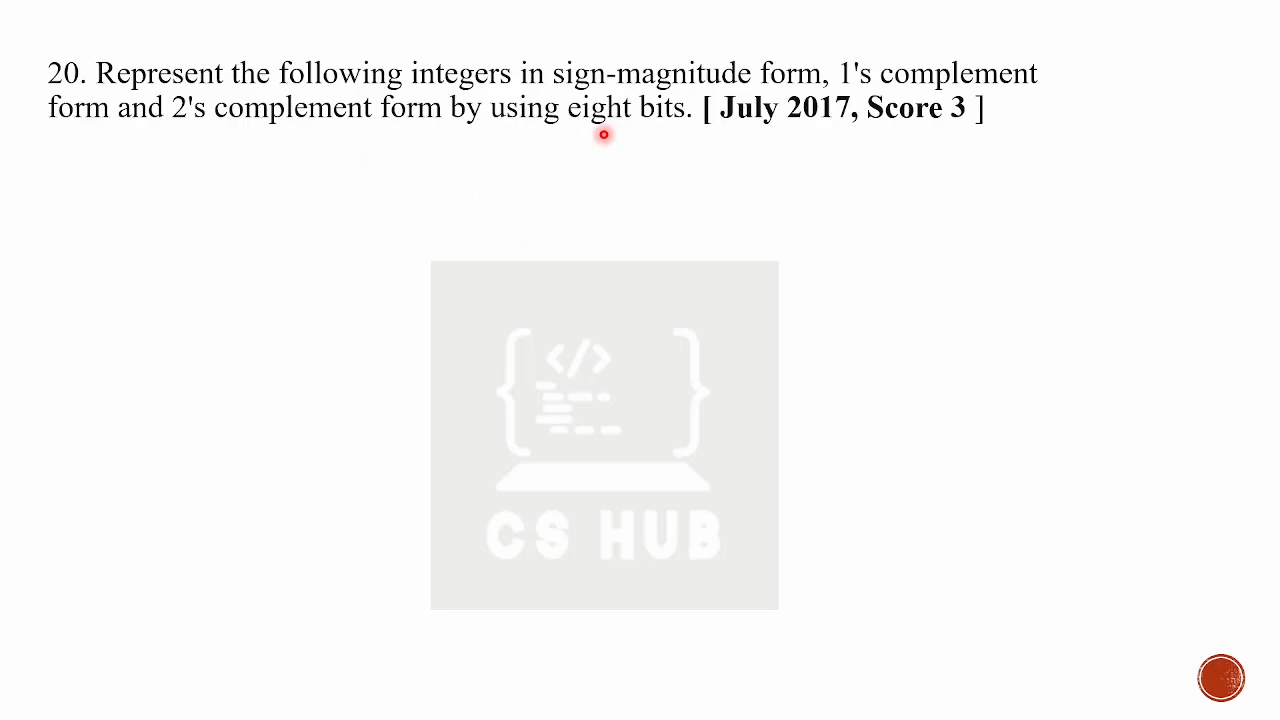 20. Represent the following integers in sign-magnitude form, 1's complement
form and 2's complement form by using eight bits. [ July 2017, Score 3 ]
</>
CS HUB